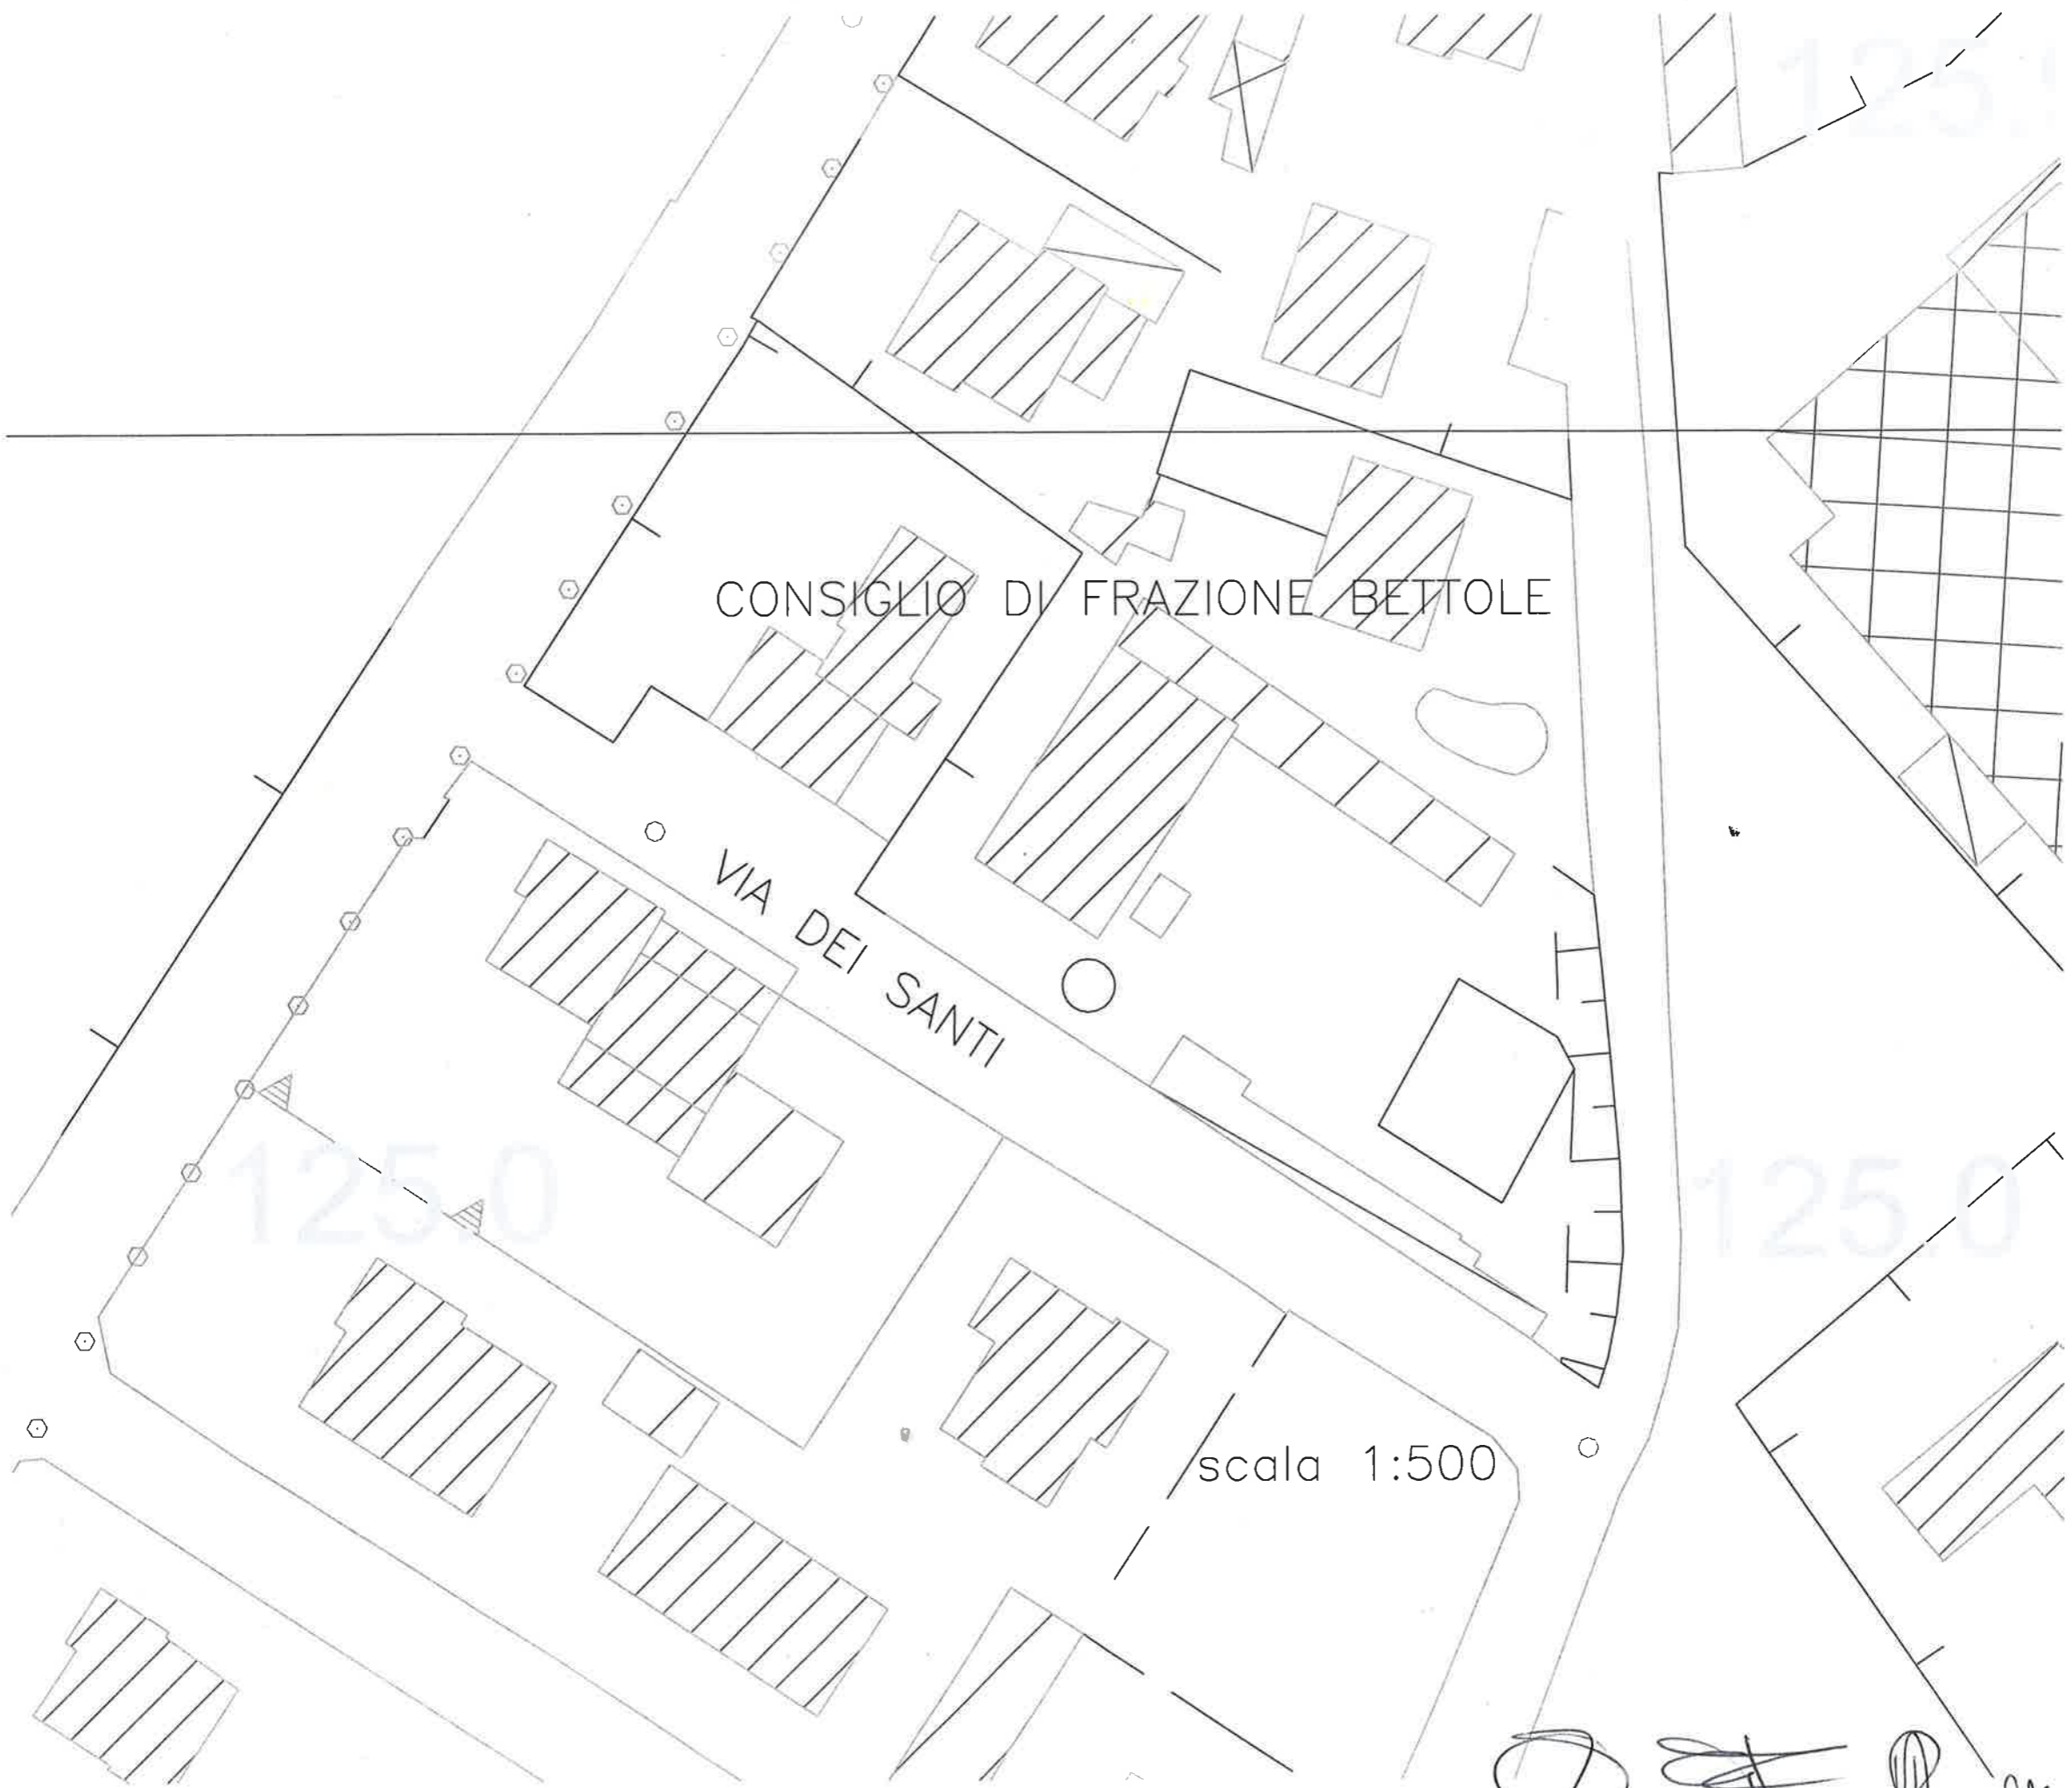 CONSIGLIO DI FRAZIONE BETTOLE
VIA DEI SANTI
125.0
125.0
scala 1:500